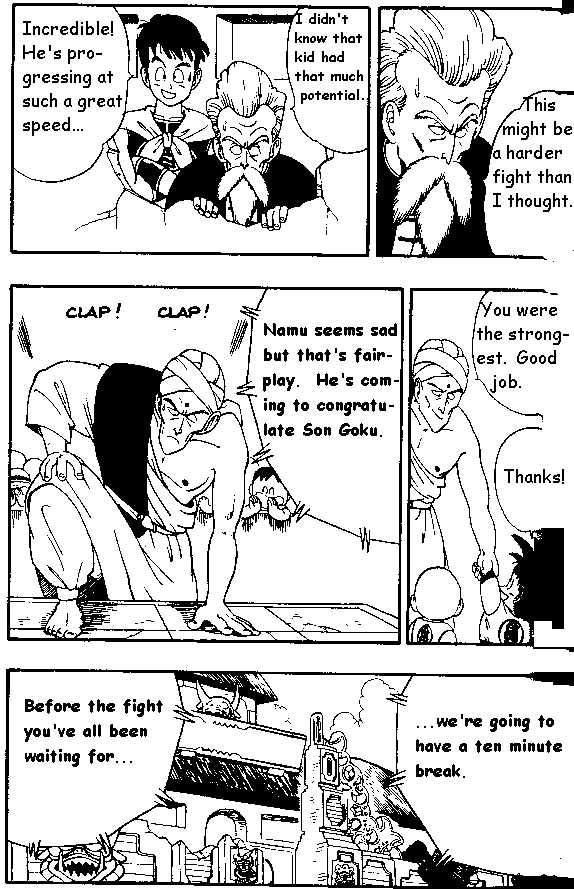 Incredible!
He's pro-
gressing at
such a great
speed...
I didn't
know that
kid had
that much
potential.
This
might be
a harder
fight than
I thought.
CLAP!
CLAP!
Namu seems sad
but that's fair-
play. He's com-
ing to congratu-
late Son Goku.
You were
the strong-
est. Good
job.
Thanks!
Before the fight
you've all been
waiting for...
...we're going to
have a ten minute
break.